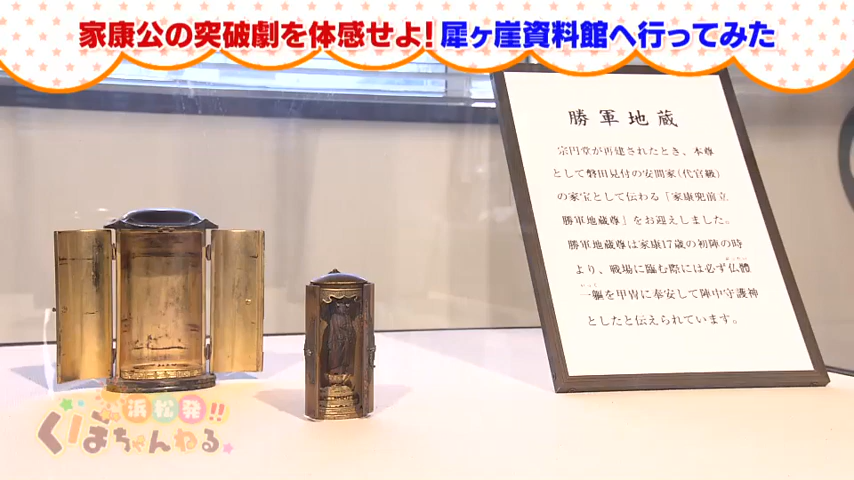 家康公の突破劇を体感せよ!犀ヶ崖資料館へ行ってみた
勝軍地蔵
宗円堂が再建されたとき、本尊
として磐田見付の安間家(代官級)
の家宝として伝わる「家康兜前立
勝軍地蔵尊」をお迎えしました。
勝軍地蔵尊は家康17歳の初陣の時
より、戦場に臨む際には必ず仏體
一軀を甲冑に奉安して陣中守護神
としたと伝えられています。
浜松発!!
ぐぱちゃんねる